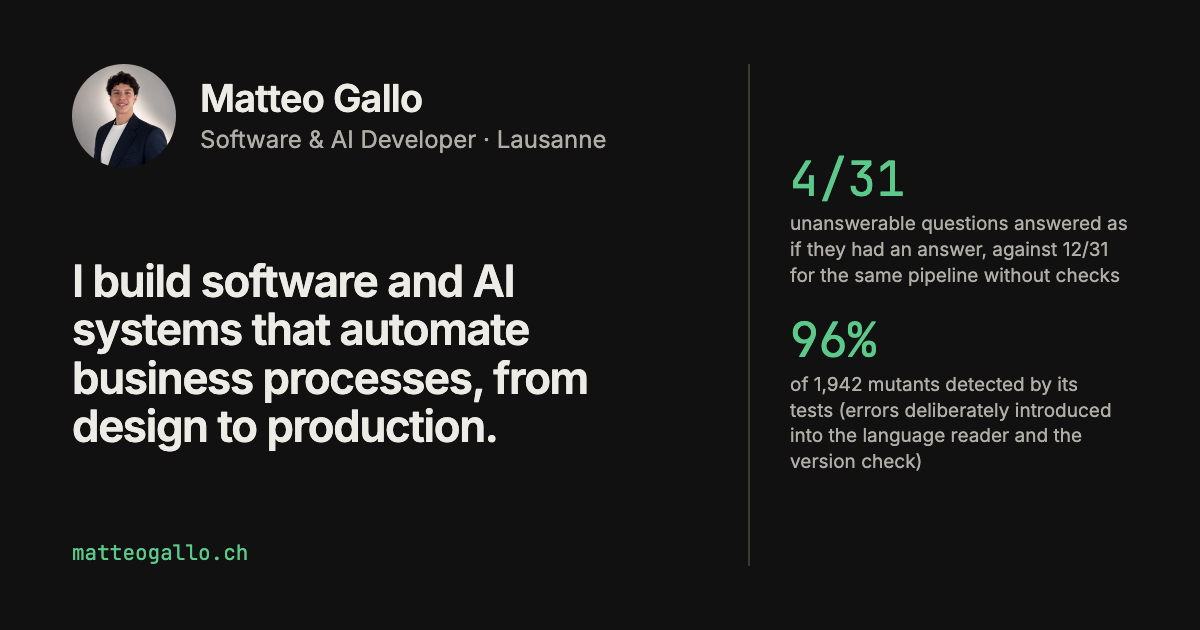 Matteo Gallo
Software & AI Developer · Lausanne
I build software and AI
systems that automate
business processes, from
design to production.
matteogallo.ch
4/31
unanswerable questions answered as
if they had an answer, against 12/31
for the same pipeline without checks
96%
of 1,942 mutants detected by its
tests (errors deliberately introduced
into the language reader and the
version check)